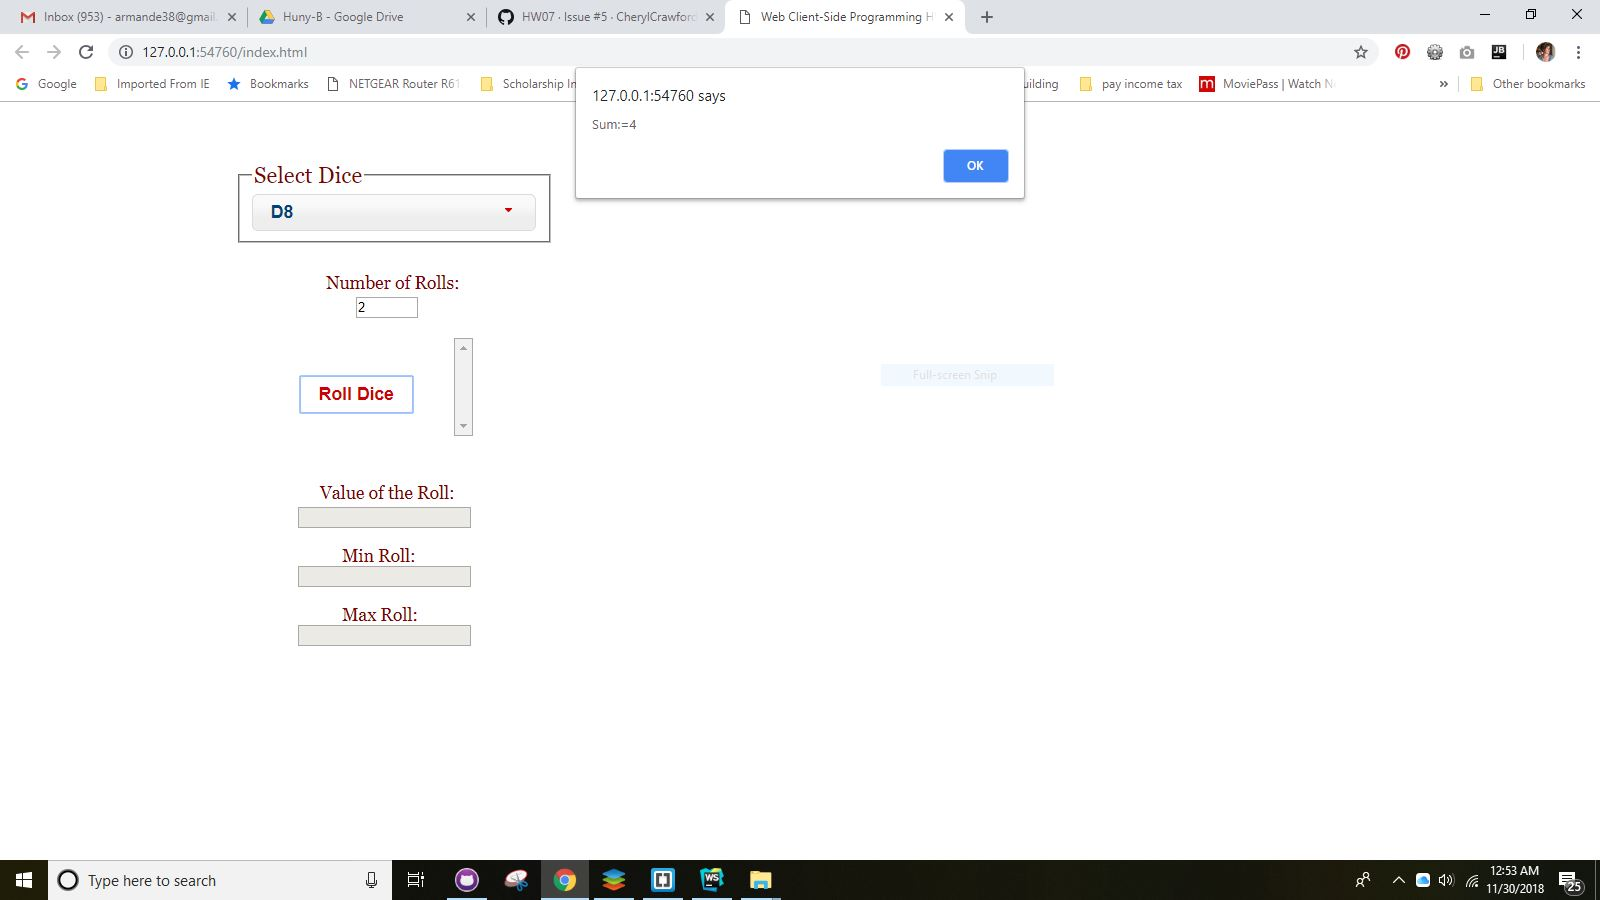 Inbox (953) - armande38@gmail.
Huny-B - Google Drive
HW07 · Issue #5 · CherylCrawford
Web Client-Side Programming H
127.0.0.1:54760/index.html
Google
Imported From IE
Bookmarks
NETGEAR Router R61
Scholarship In
uilding
pay income tax
MoviePass | Watch N
»
Other bookmarks
127.0.0.1:54760 says
Sum:=4
OK
Select Dice
D8
Number of Rolls:
2
Full-screen Snip
Roll Dice
Value of the Roll:
Min Roll:
Max Roll:
Type here to search
12:53 AM
11/30/2018
25